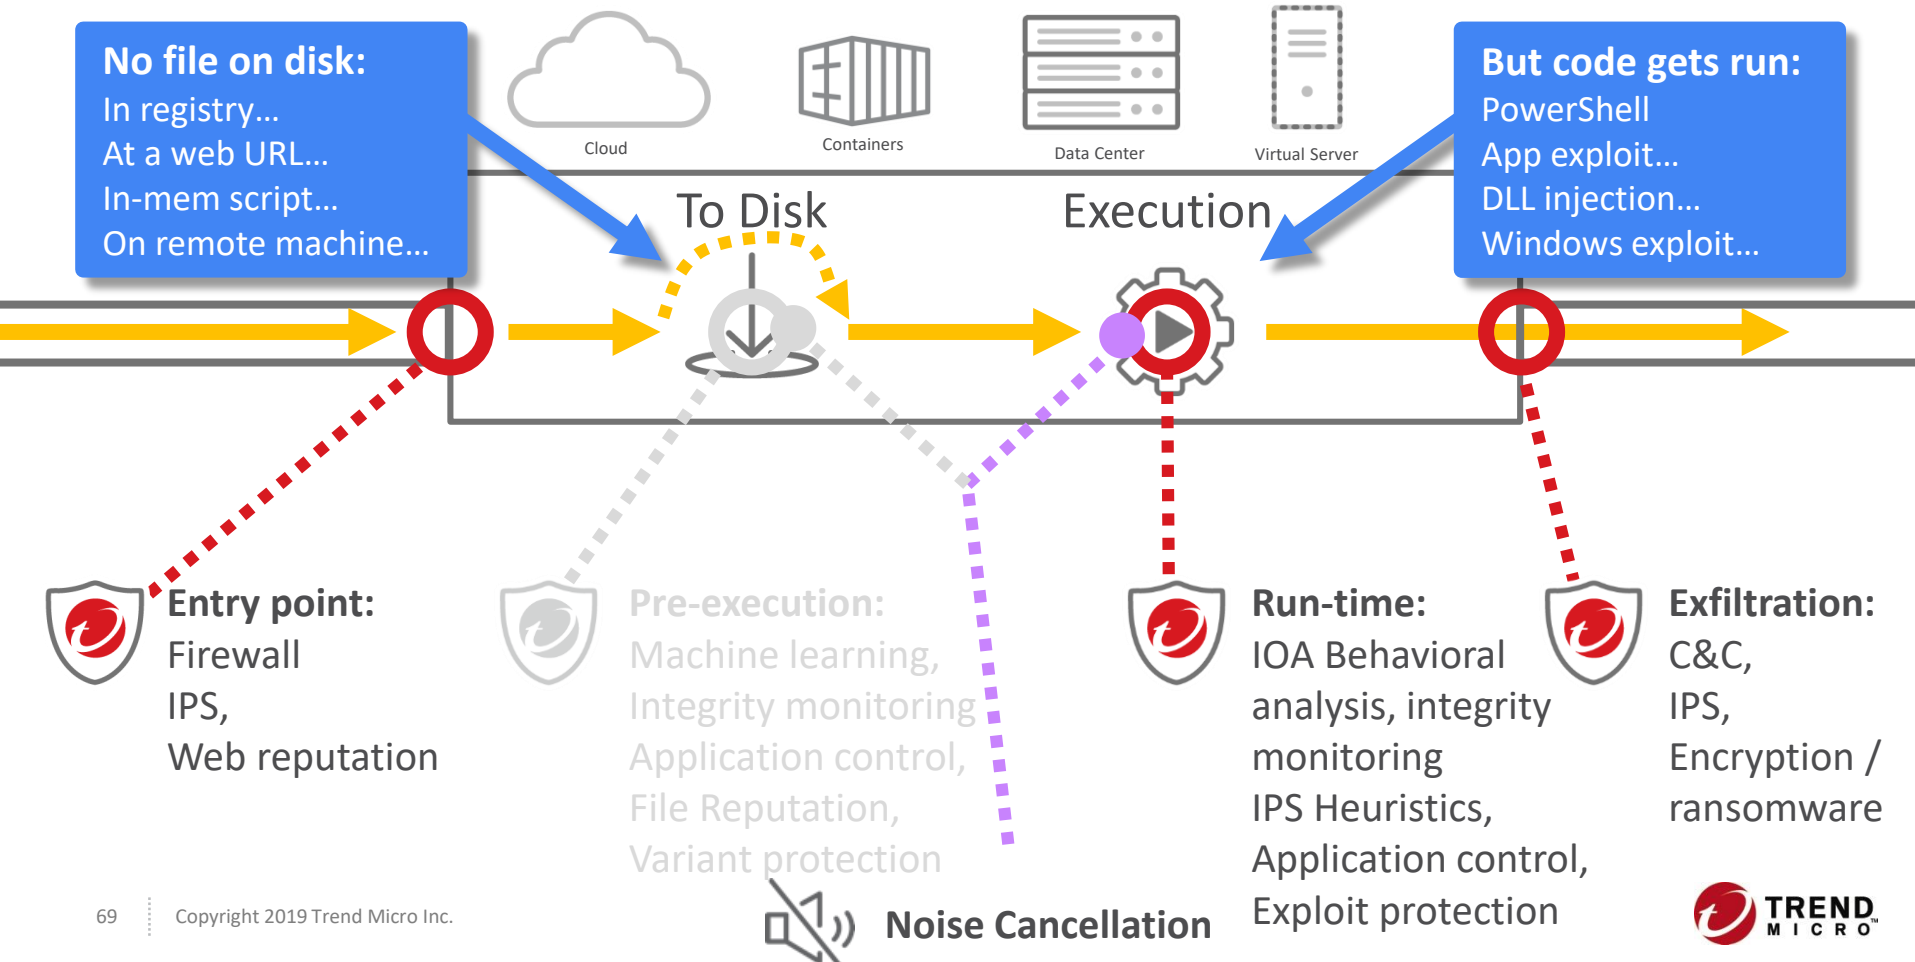 No file on disk:
In registry…
At a web URL…
In-mem script…
On remote machine…
Cloud
Containers
Data Center
Virtual Server
But code gets run:
PowerShell
App exploit…
DLL injection…
Windows exploit…
To Disk
Execution
Entry point:
Firewall
IPS,
Web reputation
Pre-execution:
Machine learning,
Integrity monitoring
Application control,
File Reputation,
Variant protection
Run-time:
IOA Behavioral
analysis, integrity
monitoring
IPS Heuristics,
Application control,
Exploit protection
Exfiltration:
C&C,
IPS,
Encryption /
ransomware
Noise Cancellation
69
Copyright 2019 Trend Micro Inc.
TREND
MICRO™